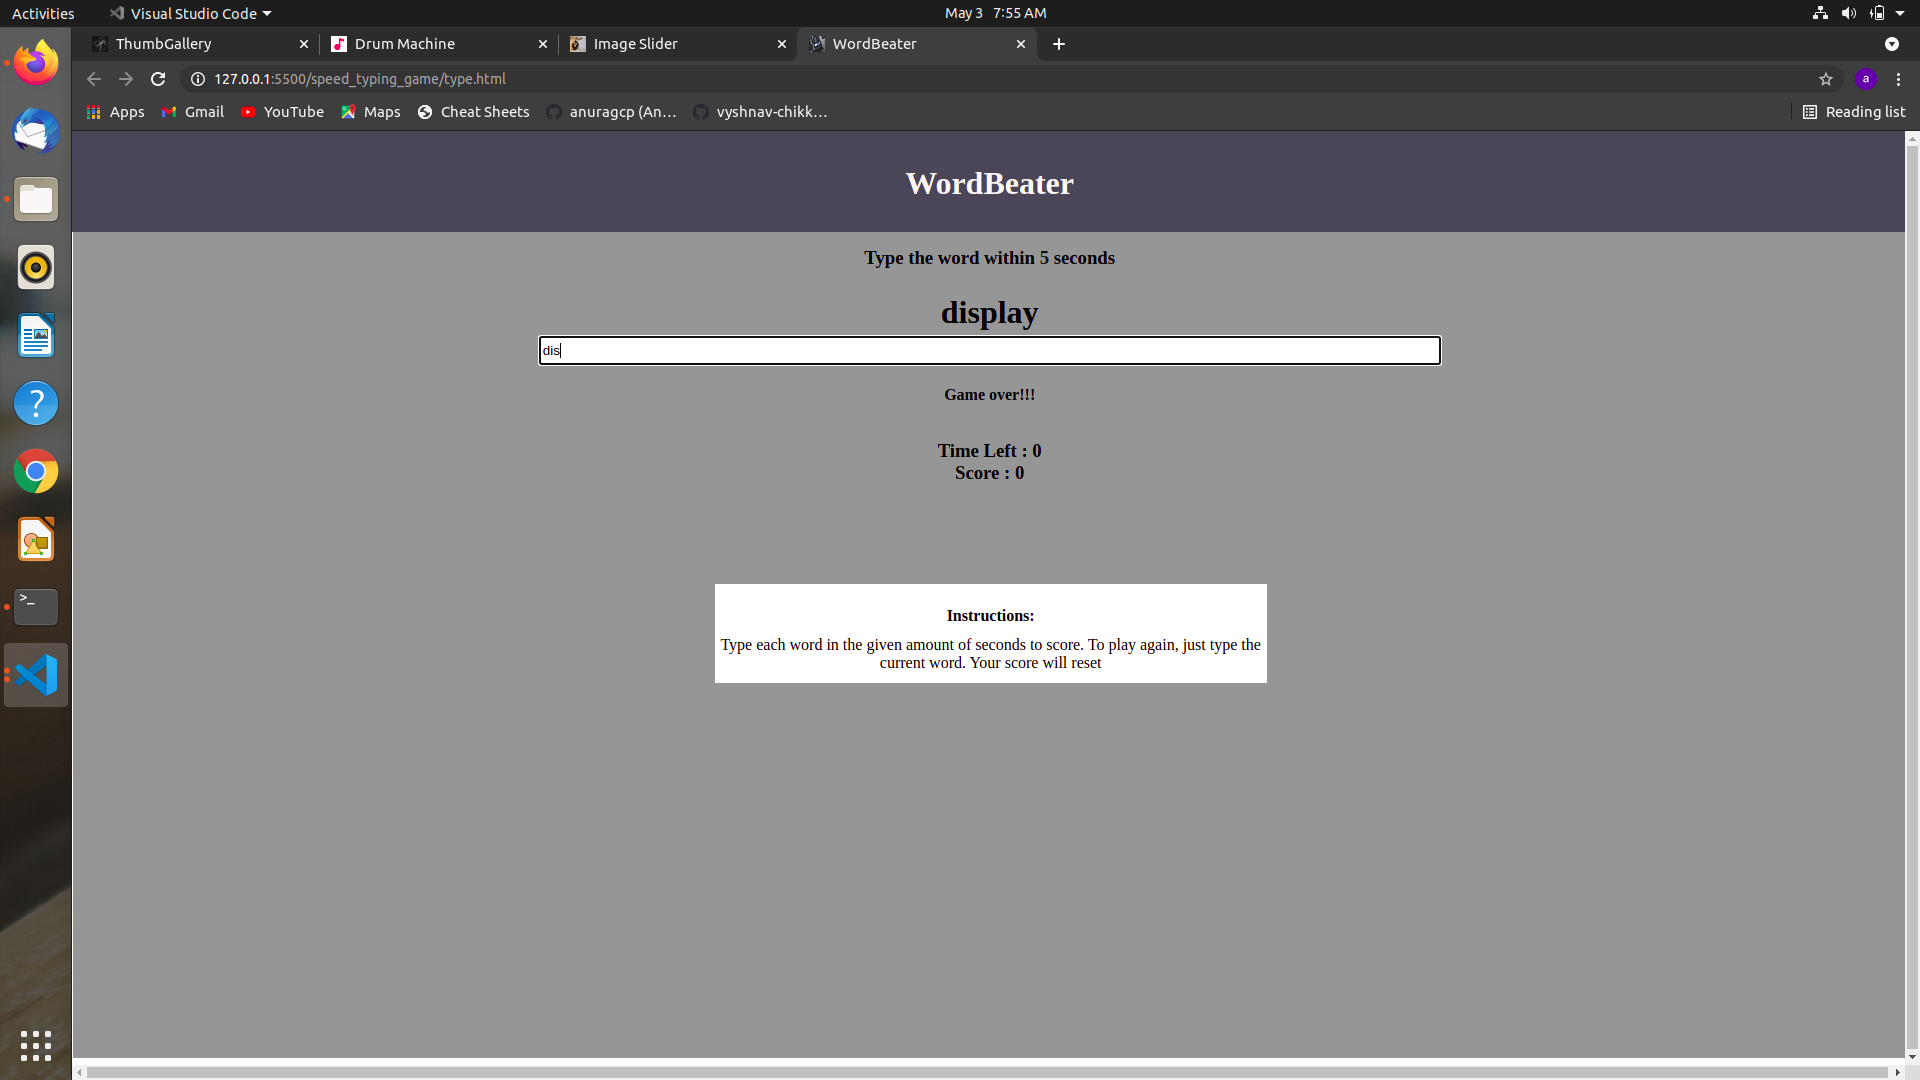 Activities
Visual Studio Code
May 3 7:55 AM
ThumbGallery
Drum Machine
Image Slider
WordBeater
127.0.0.1:5500/speed_typing_game/type.html
a
Apps
Gmail
YouTube
Maps
Cheat Sheets
anuragcp (An...
vyshnav-chikk...
Reading list
WordBeater
Type the word within 5 seconds
display
dis
Game over!!!
Time Left : 0
Score : 0
Instructions:
Type each word in the given amount of seconds to score. To play again, just type the
current word. Your score will reset